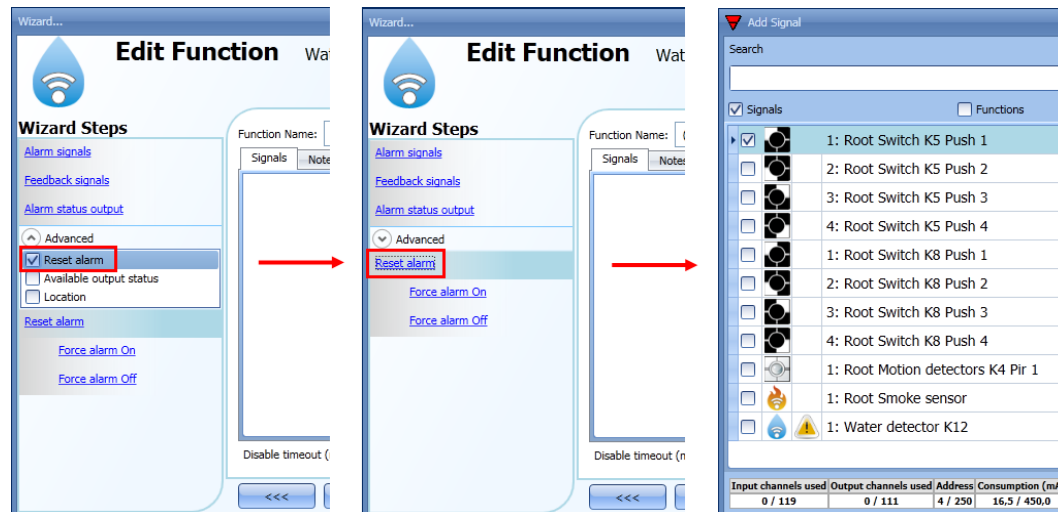 Wizard...
Edit Function Wa
Wizard Steps
Alarm signals
Feedback signals
Alarm status output
Advanced
Reset alarm
Available output status
Location
Reset alarm
Force alarm On
Force alarm Off
Function Name:
Signals Note
Disable timeout (
<<<
Wizard...
Edit Function Wat
Wizard Steps
Alarm signals
Feedback signals
Alarm status output
Advanced
Reset alarm
Force alarm On
Force alarm Off
Function Name: (
Signals Notes
Disable timeout (m
<<<
Add Signal
Search
Signals Functions
1: Root Switch K5 Push 1
2: Root Switch K5 Push 2
3: Root Switch K5 Push 3
4: Root Switch K5 Push 4
1: Root Switch K8 Push 1
2: Root Switch K8 Push 2
3: Root Switch K8 Push 3
4: Root Switch K8 Push 4
1: Root Motion detectors K4 Pir 1
1: Root Smoke sensor
1: Water detector K12
Input channels used Output channels used Address Consumption (mA
0 / 119 0 / 111 4 / 250 16,5 / 450,0